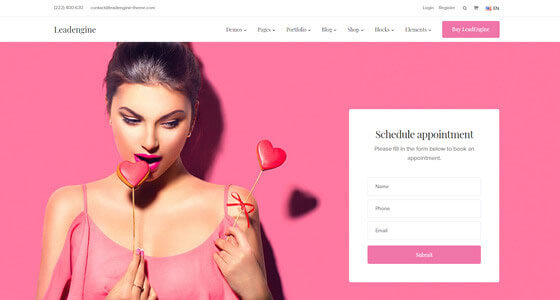 (222) 400-630 contact@leadengine-theme.com Login Register EN
Leadengine Demos Pages Portfolio Blog Shop Blocks Elements Buy LeadEngine
Schedule appointment
Please fill in the form below to book an
appointment.
Name
Phone
Email
Submit